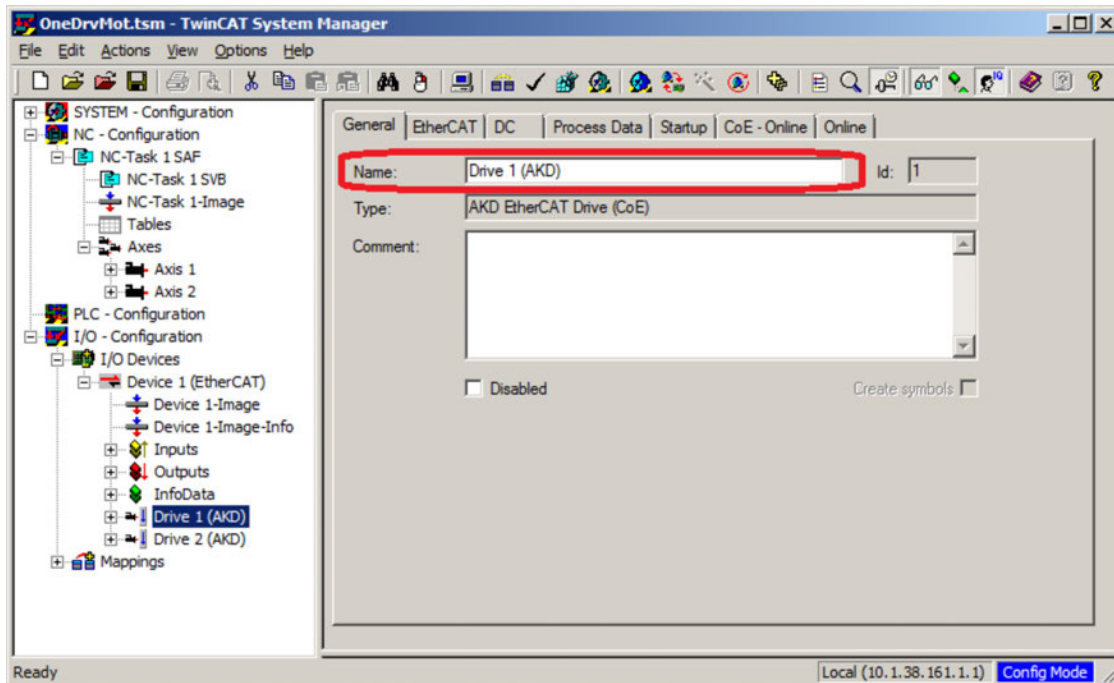 OneDrvMot.tsm - TwinCAT System Manager
File Edit Actions View Options Help
SYSTEM - Configuration
NC - Configuration
NC-Task 1 SAF
NC-Task 1 SVB
NC-Task 1-Image
Tables
Axes
Axis 1
Axis 2
PLC - Configuration
I/O - Configuration
I/O Devices
Device 1 (EtherCAT)
Device 1-Image
Device 1-Image-Info
Inputs
Outputs
InfoData
Drive 1 (AKD)
Drive 2 (AKD)
Mappings
General EtherCAT DC Process Data Startup CoE - Online Online
Name: Drive 1 (AKD) Id: 1
Type: AKD EtherCAT Drive (CoE)
Comment:
Disabled Create symbols
Ready Local (10.1.38.161.1.1) Config Mode